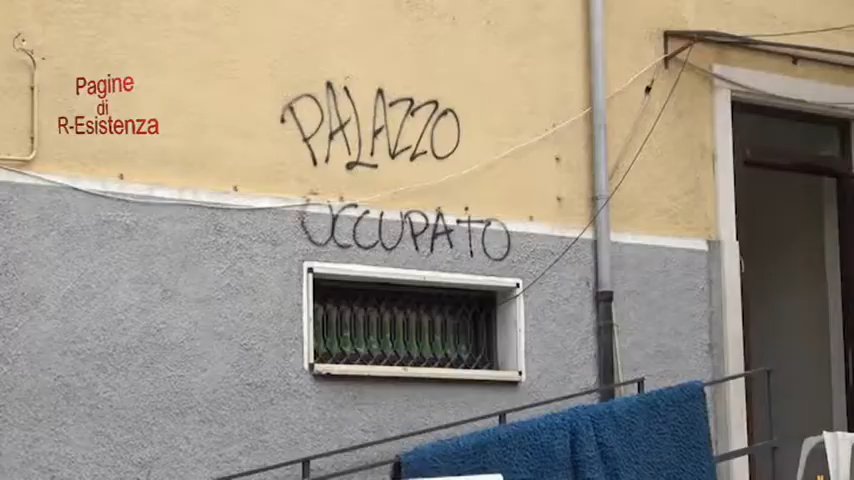 Pagine
di
R-Esistenza
PALAZZO
OCCUPATO